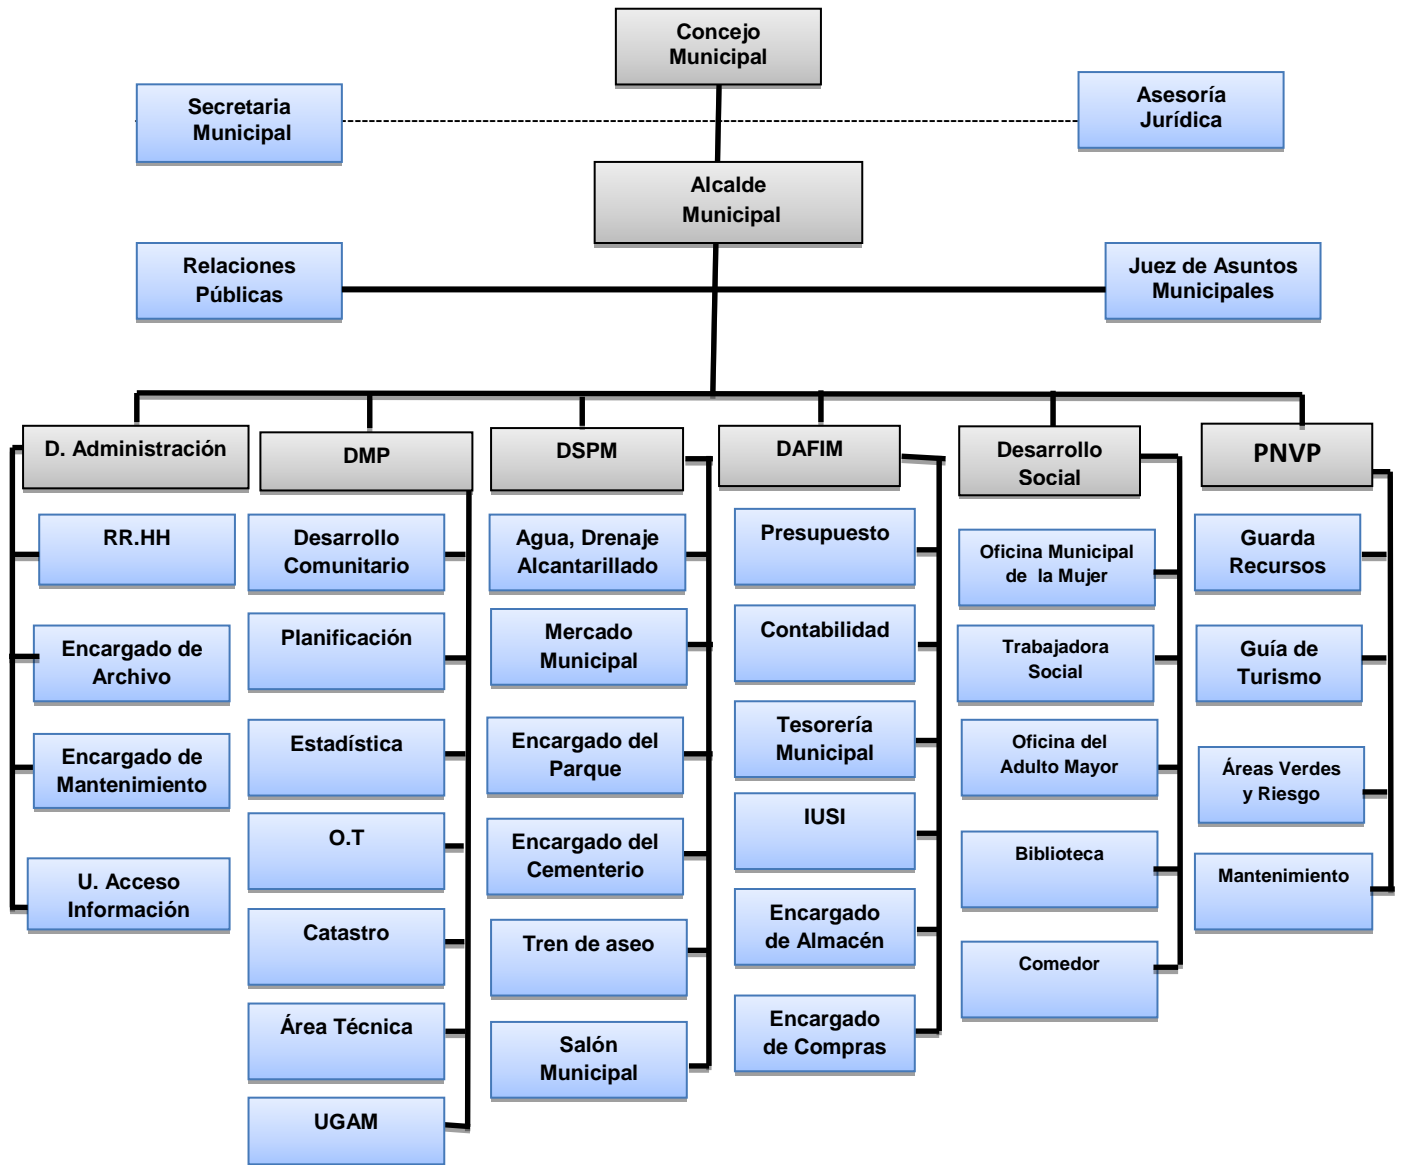 Concejo
Municipal
Secretaria
Municipal
Asesoría
Jurídica
Alcalde
Municipal
Relaciones
Públicas
Juez de Asuntos
Municipales
D. Administración
RR.HH
Encargado de
Archivo
Encargado de
Mantenimiento
U. Acceso
Información
DMP
Desarrollo
Comunitario
Planificación
Estadística
O.T
Catastro
Área Técnica
UGAM
DSPM
Agua, Drenaje
Alcantarillado
Mercado
Municipal
Encargado del
Parque
Encargado del
Cementerio
Tren de aseo
Salón
Municipal
DAFIM
Presupuesto
Contabilidad
Tesorería
Municipal
IUSI
Encargado
de Almacén
Encargado
de Compras
Desarrollo
Social
Oficina Municipal
de la Mujer
Trabajadora
Social
Oficina del
Adulto Mayor
Biblioteca
Comedor
PNVP
Guarda
Recursos
Guía de
Turismo
Áreas Verdes
y Riesgo
Mantenimiento